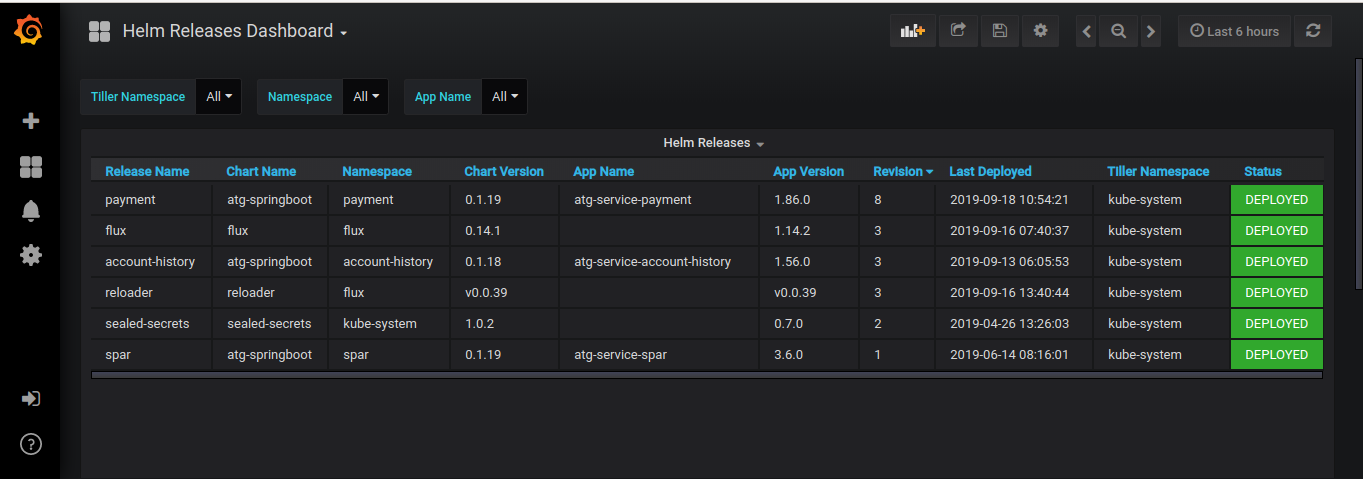 Helm Releases Dashboard
Last 6 hours
Tiller Namespace All Namespace All App Name All
Helm Releases
Release Name Chart Name Namespace Chart Version App Name App Version Revision Last Deployed Tiller Namespace Status
payment atg-springboot payment 0.1.19 atg-service-payment 1.86.0 8 2019-09-18 10:54:21 kube-system DEPLOYED
flux flux flux 0.14.1 1.14.2 3 2019-09-16 07:40:37 kube-system DEPLOYED
account-history atg-springboot account-history 0.1.18 atg-service-account-history 1.56.0 3 2019-09-13 06:05:53 kube-system DEPLOYED
reloader reloader flux v0.0.39 v0.0.39 3 2019-09-16 13:40:44 kube-system DEPLOYED
sealed-secrets sealed-secrets kube-system 1.0.2 0.7.0 2 2019-04-26 13:26:03 kube-system DEPLOYED
spar atg-springboot spar 0.1.19 atg-service-spar 3.6.0 1 2019-06-14 08:16:01 kube-system DEPLOYED